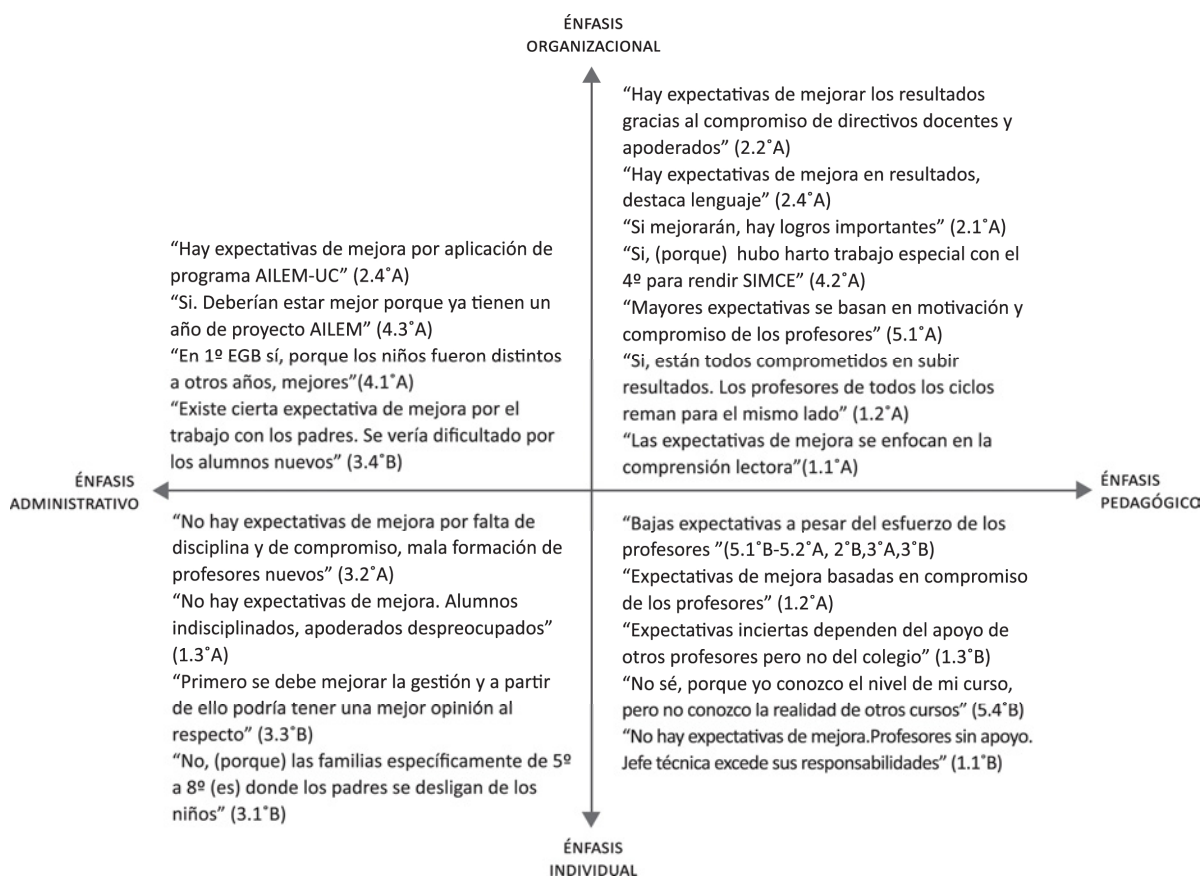 ÉNFASIS
ORGANIZACIONAL
“Hay expectativas de mejorar los resultados
gracias al compromiso de directivos docentes y
apoderados” (2.2˚A)
“Hay expectativas de mejora en resultados,
destaca lenguaje” (2.4˚A)
“Si mejorarán, hay logros importantes” (2.1˚A)
“Si, (porque) hubo harto trabajo especial con el
4º para rendir SIMCE” (4.2˚A)
“Mayores expectativas se basan en motivación y
compromiso de los profesores” (5.1˚A)
“Si, están todos comprometidos en subir
resultados. Los profesores de todos los ciclos
reman para el mismo lado” (1.2˚A)
“Las expectativas de mejora se enfocan en la
comprensión lectora”(1.1˚A)
“Hay expectativas de mejora por aplicación de
programa AILEM-UC” (2.4˚A)
“Si. Deberían estar mejor porque ya tienen un
año de proyecto AILEM” (4.3˚A)
“En 1º EGB sí, porque los niños fueron distintos
a otros años, mejores”(4.1˚A)
“Existe cierta expectativa de mejora por el
trabajo con los padres. Se vería dificultado por
los alumnos nuevos” (3.4˚B)
ÉNFASIS
ADMINISTRATIVO
ÉNFASIS
PEDAGÓGICO
“No hay expectativas de mejora por falta de
disciplina y de compromiso, mala formación de
profesores nuevos” (3.2˚A)
“No hay expectativas de mejora. Alumnos
indisciplinados, apoderados despreocupados”
(1.3˚A)
“Primero se debe mejorar la gestión y a partir
de ello podría tener una mejor opinión al
respecto” (3.3˚B)
“No, (porque) las familias específicamente de 5º
a 8º (es) donde los padres se desligan de los
niños” (3.1˚B)
“Bajas expectativas a pesar del esfuerzo de los
profesores ”(5.1˚B-5.2˚A, 2˚B,3˚A,3˚B)
“Expectativas de mejora basadas en compromiso
de los profesores” (1.2˚A)
“Expectativas inciertas dependen del apoyo de
otros profesores pero no del colegio” (1.3˚B)
“No sé, porque yo conozco el nivel de mi curso,
pero no conozco la realidad de otros cursos” (5.4˚B)
“No hay expectativas de mejora.Profesores sin apoyo.
Jefe técnica excede sus responsabilidades” (1.1˚B)
ÉNFASIS
INDIVIDUAL